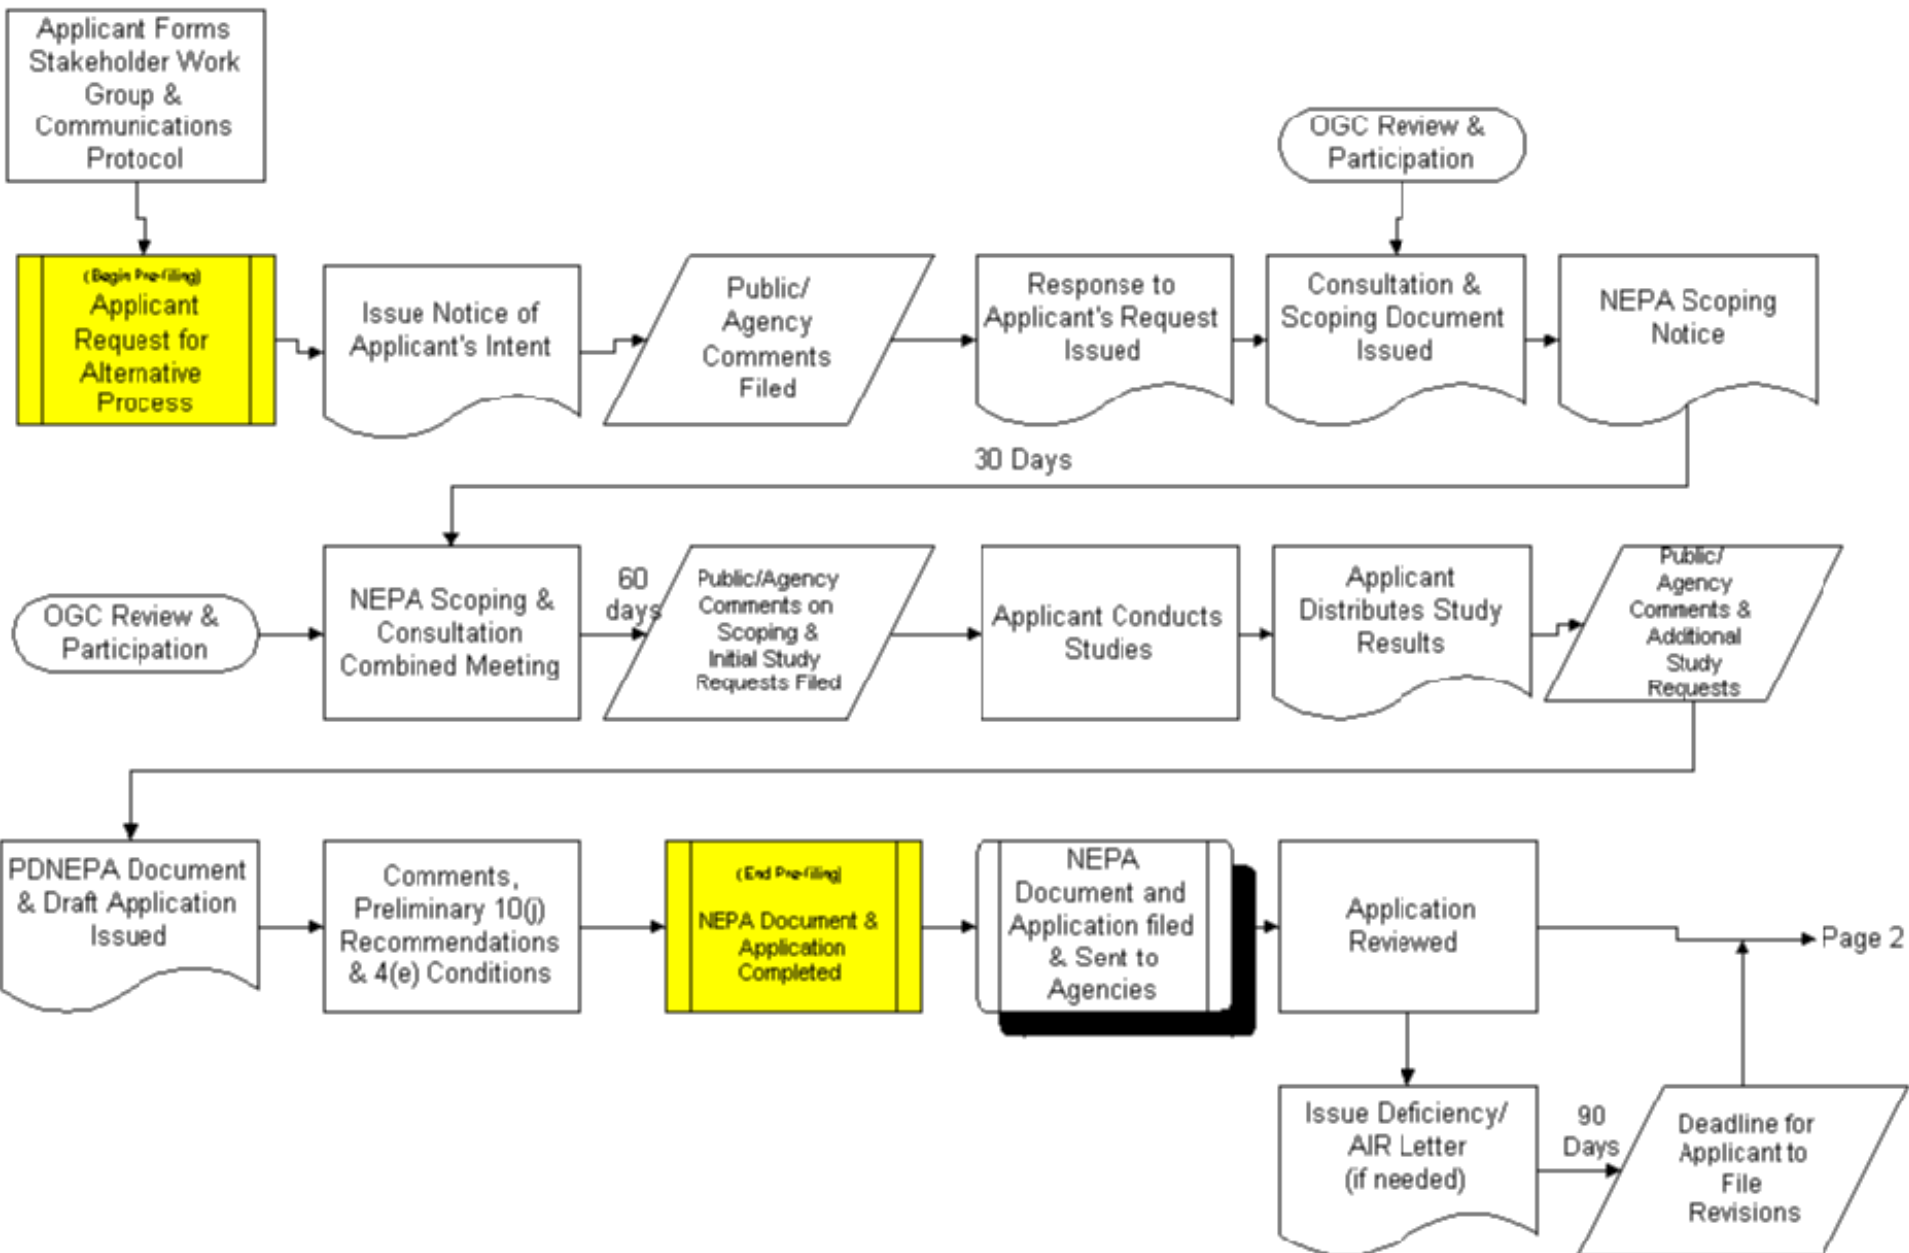 Applicant Forms
Stakeholder Work
Group &
Communications
Protocol
OGC Review &
Participation
(Begin Pre-filing)
Applicant
Request for
Alternative
Process
Issue Notice of
Applicant's Intent
Public/
Agency
Comments
Filed
Response to
Applicant's Request
Issued
Consultation &
Scoping Document
Issued
NEPA Scoping
Notice
30 Days
OGC Review &
Participation
NEPA Scoping &
Consultation
Combined Meeting
60
days
Public/Agency
Comments on
Scoping &
Initial Study
Requests Filed
Applicant Conducts
Studies
Applicant
Distributes Study
Results
Public/
Agency
Comments &
Additional
Study
Requests
PDNEPA Document
& Draft Application
Issued
Comments,
Preliminary 10(j)
Recommendations
& 4(e) Conditions
(End Pre-filing)
NEPA Document &
Application
Completed
NEPA
Document and
Application filed
& Sent to
Agencies
Application
Reviewed
Page 2
Issue Deficiency/
AIR Letter
(if needed)
90
Days
Deadline for
Applicant to
File
Revisions